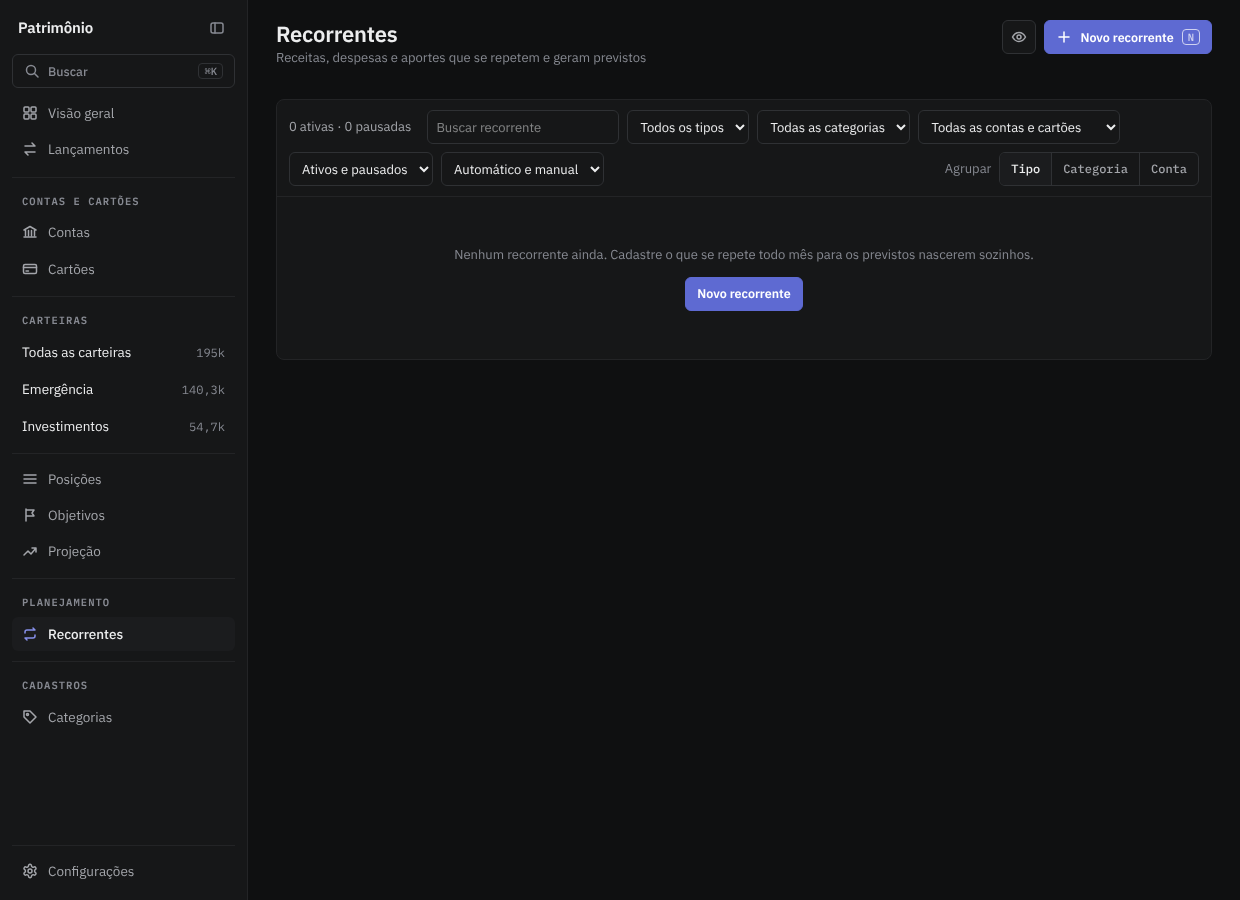 Patrimônio
Buscar ⌘K
Visão geral
Lançamentos
CONTAS E CARTÕES
Contas
Cartões
CARTEIRAS
Todas as carteiras 195k
Emergência 140,3k
Investimentos 54,7k
Posições
Objetivos
Projeção
PLANEJAMENTO
Recorrentes
CADASTROS
Categorias
Configurações
Recorrentes
Receitas, despesas e aportes que se repetem e geram previstos
Novo recorrente N
0 ativas · 0 pausadas Buscar recorrente Todos os tipos Todas as categorias Todas as contas e cartões
Ativos e pausados Automático e manual Agrupar Tipo Categoria Conta
Nenhum recorrente ainda. Cadastre o que se repete todo mês para os previstos nascerem sozinhos.
Novo recorrente